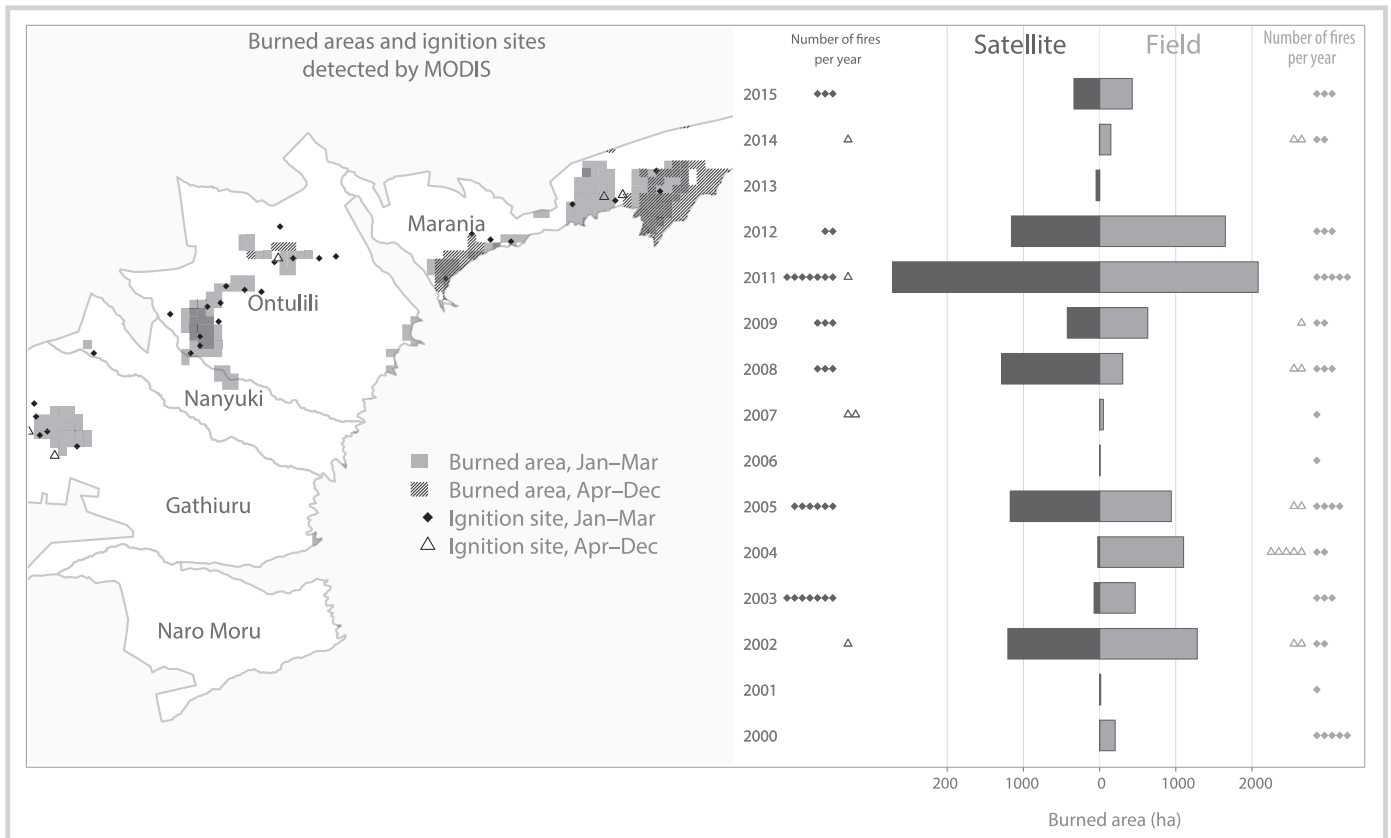 Burned areas and ignition sites
detected by MODIS
Maranja
Ontulili
Nanyuki
Gathiuru
Naro Moru
Burned area, Jan–Mar
Burned area, Apr–Dec
Ignition site, Jan–Mar
Ignition site, Apr–Dec
Number of fires
per year
Satellite
Field
Number of fires
per year
2015
2014
2013
2012
2011
2009
2008
2007
2006
2005
2004
2003
2002
2001
2000
200 1000 0 1000 2000
Burned area (ha)